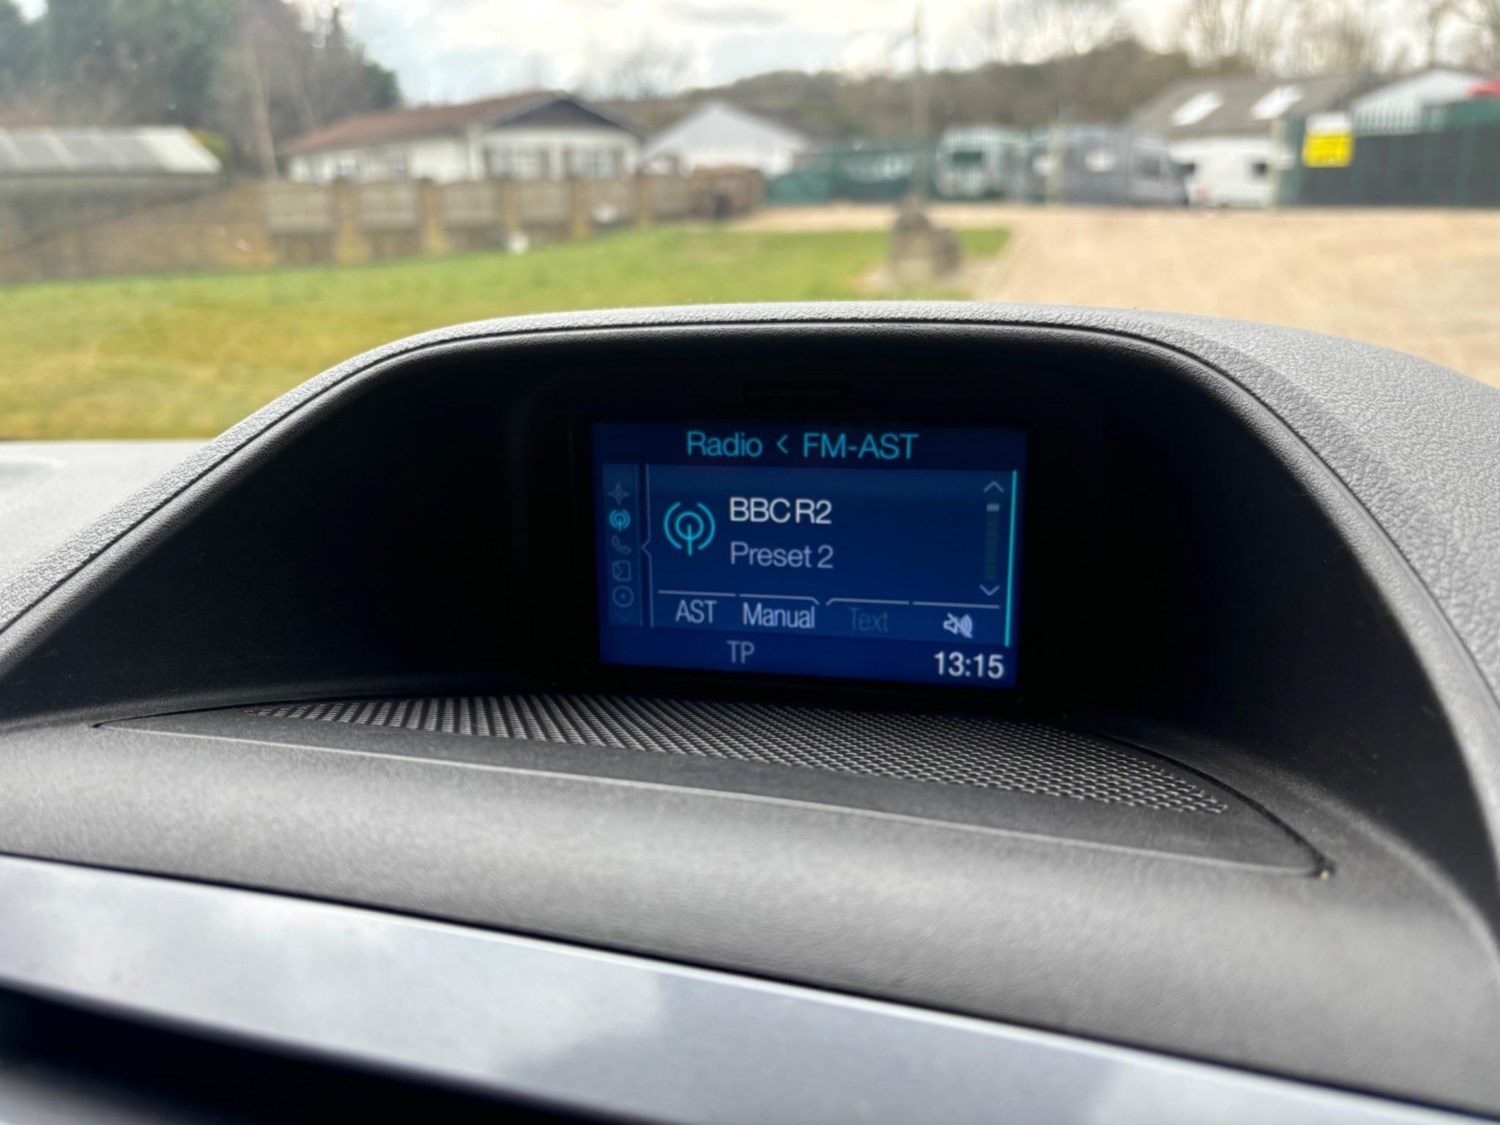 Radio < FM-AST
BBC R2
Preset 2
AST Manual Text
TP
13:15